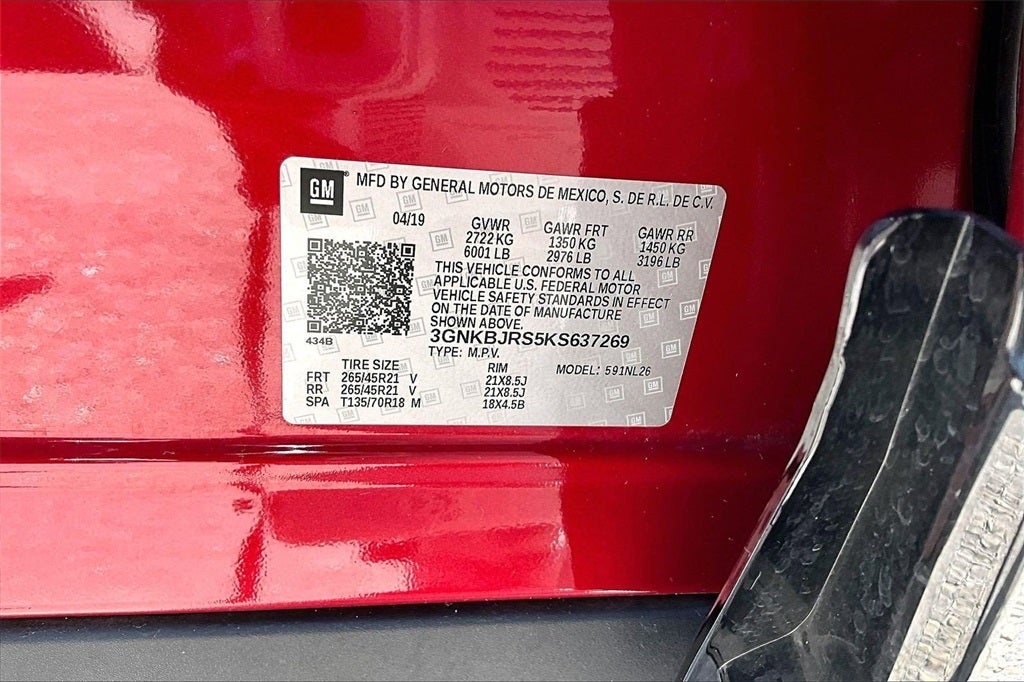 GM® MFD BY GENERAL MOTORS DE MEXICO, S. DE R.L. DE C.V.
04/19 GVWR GAWR FRT GAWR RR
2722 KG 1350 KG 1450 KG
6001 LB 2976 LB 3196 LB
THIS VEHICLE CONFORMS TO ALL
APPLICABLE U.S. FEDERAL MOTOR
VEHICLE SAFETY STANDARDS IN EFFECT
ON THE DATE OF MANUFACTURE
SHOWN ABOVE.
434B 3GNKBJRS5KS637269
TYPE: M.P.V. MODEL: 591NL26
TIRE SIZE RIM
FRT 265/45R21 V 21X8.5J
RR 265/45R21 V 21X8.5J
SPA T135/70R18 M 18X4.5B